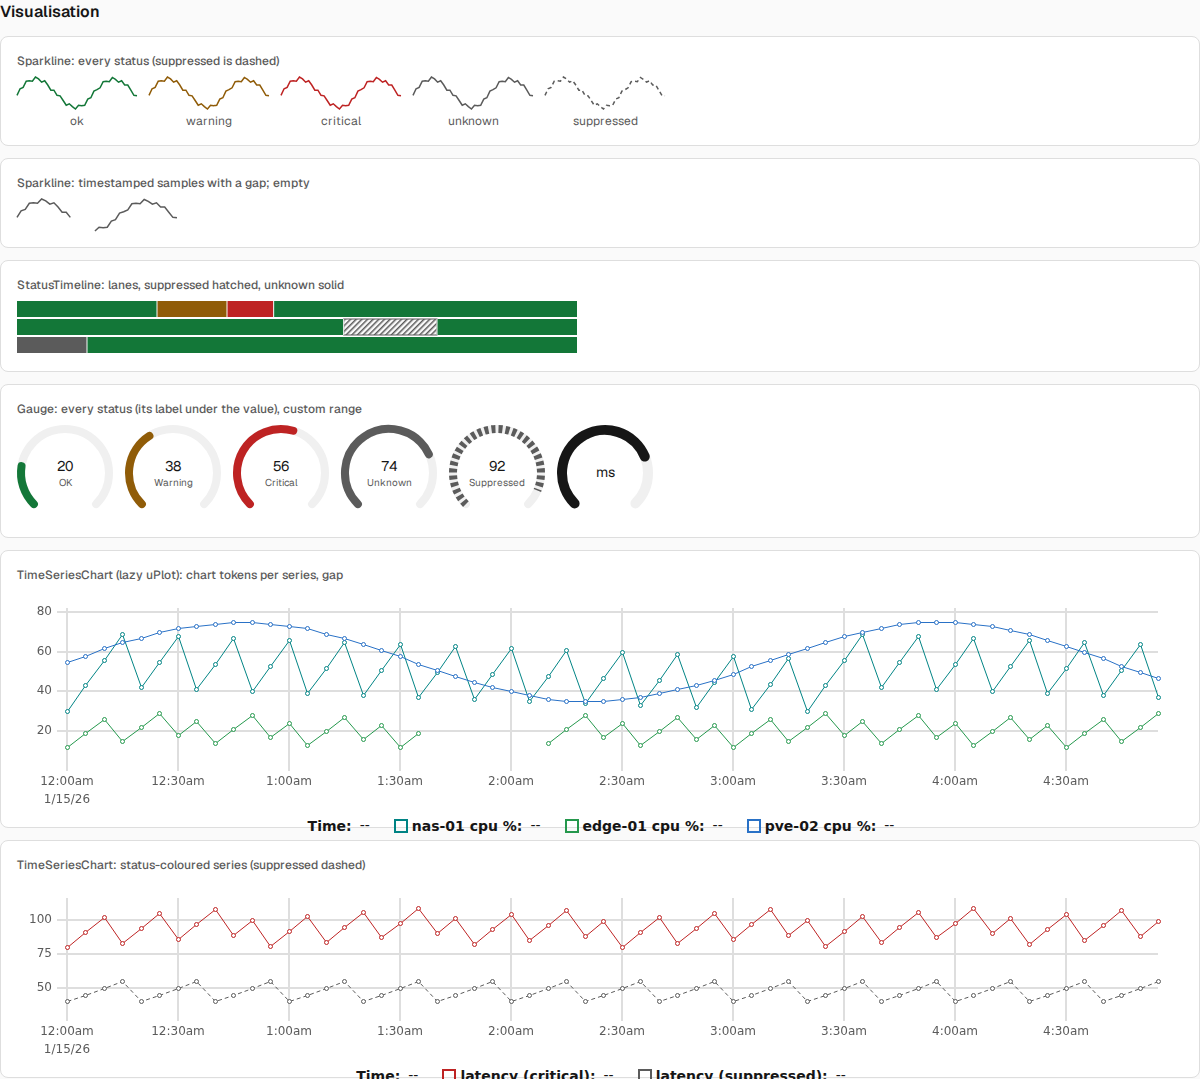 Visualisation
Sparkline: every status (suppressed is dashed)
ok warning critical unknown suppressed
Sparkline: timestamped samples with a gap; empty
StatusTimeline: lanes, suppressed hatched, unknown solid
Gauge: every status (its label under the value), custom range
20 38 56 74 92 ms
OK Warning Critical Unknown Suppressed
TimeSeriesChart (lazy uPlot): chart tokens per series, gap
80
60
40
20
12:00am 12:30am 1:00am 1:30am 2:00am 2:30am 3:00am 3:30am 4:00am 4:30am
1/15/26
Time: -- nas-01 cpu %: -- edge-01 cpu %: -- pve-02 cpu %: --
TimeSeriesChart: status-coloured series (suppressed dashed)
100
75
50
12:00am 12:30am 1:00am 1:30am 2:00am 2:30am 3:00am 3:30am 4:00am 4:30am
1/15/26
Time: -- latency (critical): -- latency (suppressed): --